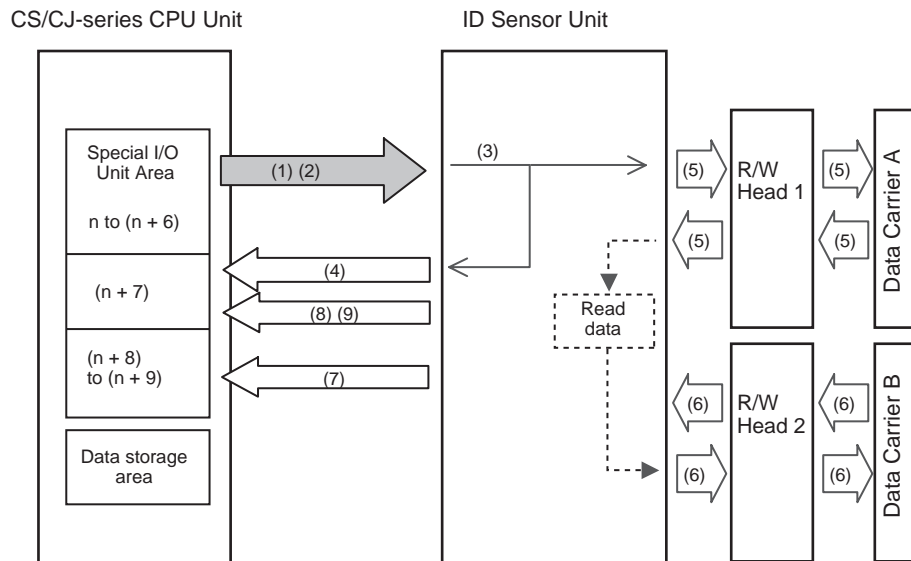 CS/CJ-series CPU Unit
ID Sensor Unit
Special I/O
Unit Area
n to (n + 6)
(n + 7)
(n + 8)
to (n + 9)
Data storage
area
(1) (2)
(4)
(8) (9)
(7)
(3)
Read
data
(5)
(5)
(6)
(6)
R/W
Head 1
R/W
Head 2
(5)
(5)
(6)
(6)
Data Carrier A
Data Carrier B